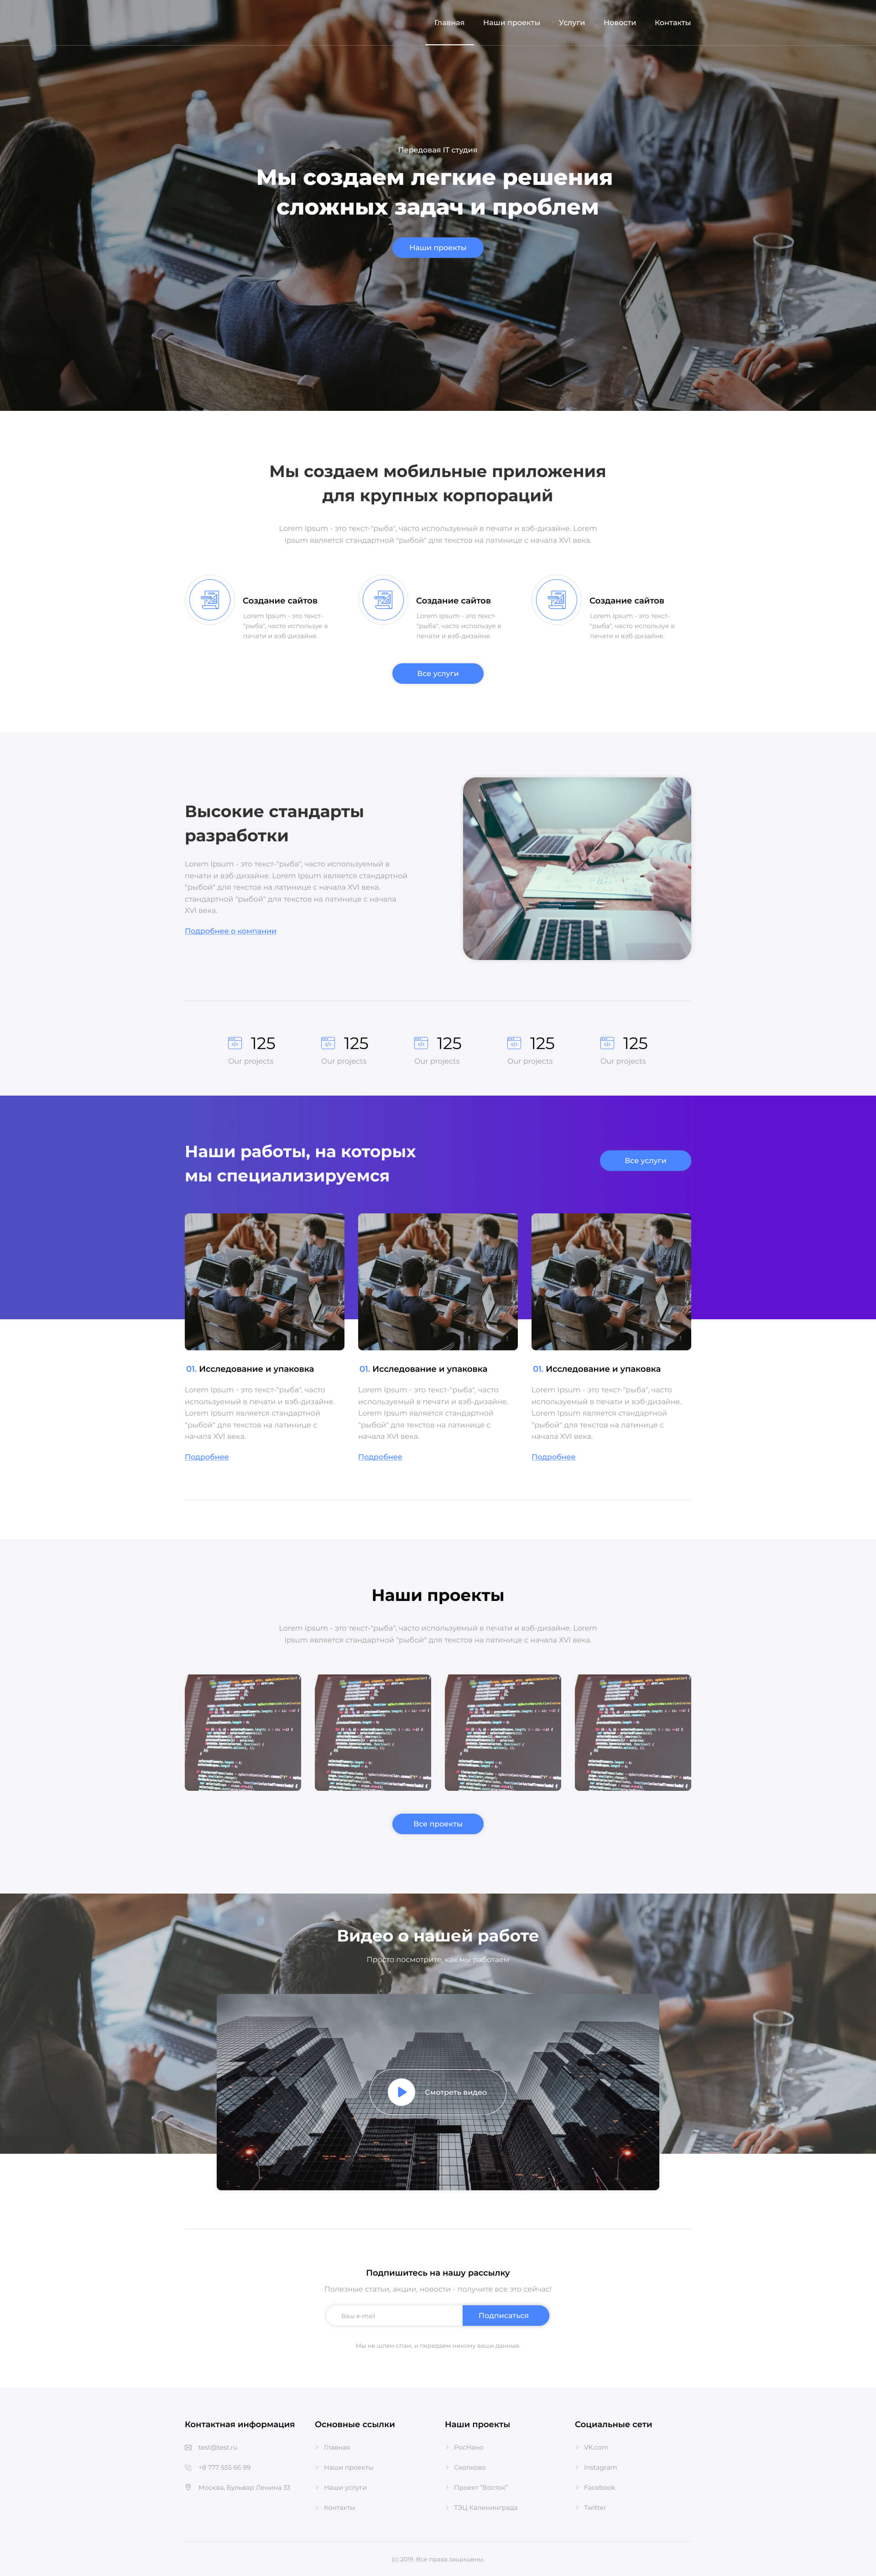 Главная Наши проекты Услуги Новости Контакты
Передовая IT студия
Мы создаем легкие решения
сложных задач и проблем
Наши проекты
Мы создаем мобильные приложения
для крупных корпораций
Lorem Ipsum - это текст-"рыба", часто используемый в печати и вэб-дизайне. Lorem
Ipsum является стандартной "рыбой" для текстов на латинице с начала XVI века.
Создание сайтов
Lorem Ipsum - это текст-
"рыба", часто используе в
печати и вэб-дизайне.
Создание сайтов
Lorem Ipsum - это текст-
"рыба", часто используе в
печати и вэб-дизайне.
Создание сайтов
Lorem Ipsum - это текст-
"рыба", часто используе в
печати и вэб-дизайне.
Все услуги
Высокие стандарты
разработки
Lorem Ipsum - это текст-"рыба", часто используемый в
печати и вэб-дизайне. Lorem Ipsum является стандартной
"рыбой" для текстов на латинице с начала XVI века.
стандартной "рыбой" для текстов на латинице с начала
XVI века.
Подробнее о компании
125 125 125 125 125
Our projects Our projects Our projects Our projects Our projects
Наши работы, на которых
мы специализируемся
Все услуги
01. Исследование и упаковка
Lorem Ipsum - это текст-"рыба", часто
используемый в печати и вэб-дизайне.
Lorem Ipsum является стандартной
"рыбой" для текстов на латинице с
начала XVI века.
Подробнее
01. Исследование и упаковка
Lorem Ipsum - это текст-"рыба", часто
используемый в печати и вэб-дизайне.
Lorem Ipsum является стандартной
"рыбой" для текстов на латинице с
начала XVI века.
Подробнее
01. Исследование и упаковка
Lorem Ipsum - это текст-"рыба", часто
используемый в печати и вэб-дизайне.
Lorem Ipsum является стандартной
"рыбой" для текстов на латинице с
начала XVI века.
Подробнее
Наши проекты
Lorem Ipsum - это текст-"рыба", часто используемый в печати и вэб-дизайне. Lorem
Ipsum является стандартной "рыбой" для текстов на латинице с начала XVI века.
Все проекты
Видео о нашей работе
Просто посмотрите, как мы работаем
Смотреть видео
Подпишитесь на нашу рассылку
Полезные статьи, акции, новости - получите все это сейчас!
Ваш e-mail
Подписаться
Мы не шлем спам, и передаем никому ваши данные.
Контактная информация
test@test.ru
+8 777 555 66 99
Москва, Бульвар Ленина 33
Основные ссылки
Главная
Наши проекты
Наши услуги
Контакты
Наши проекты
РосНано
Сколково
Проект "Восток"
ТЭЦ Калининграда
Социальные сети
VK.com
Instagram
Facebook
Twitter
(c) 2019. Все права защищены.